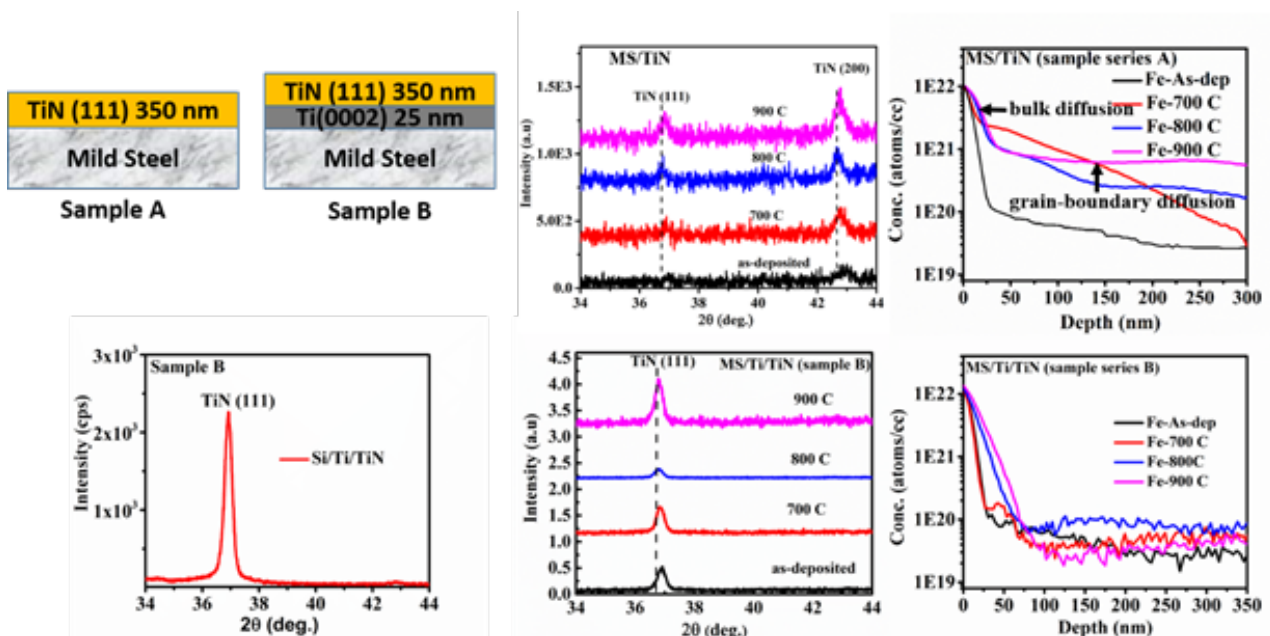 TiN (111) 350 nm
Mild Steel
Sample A
TiN (111) 350 nm
Ti(0002) 25 nm
Mild Steel
Sample B
MS/TiN
TiN (200)
TiN (111)
900 C
800 C
700 C
as-deposited
Intensity (a.u)
1.5E3
1.0E3
5.0E2
0.0
34 36 38 40 42 44
2θ (deg.)
MS/TiN (sample series A)
Fe-As-dep
Fe-700 C
Fe-800 C
Fe-900 C
bulk diffusion
grain-boundary diffusion
Conc. (atoms/cc)
1E22
1E21
1E20
1E19
0 50 100 150 200 250 300
Depth (nm)
Sample B
TiN (111)
Si/Ti/TiN
Intensity (cps)
3x10³
2x10³
1x10³
34 36 38 40 42 44
2θ (deg.)
TiN (111)
MS/Ti/TiN (sample B)
900 C
800 C
700 C
as-deposited
Intensity (a.u)
4.5
4.0
3.5
3.0
2.5
2.0
1.5
1.0
0.5
0.0
34 36 38 40 42 44
2θ (deg.)
MS/Ti/TiN (sample series B)
Fe-As-dep
Fe-700 C
Fe-800C
Fe-900 C
Conc. (atoms/cc)
1E22
1E21
1E20
1E19
0 50 100 150 200 250 300 350
Depth (nm)